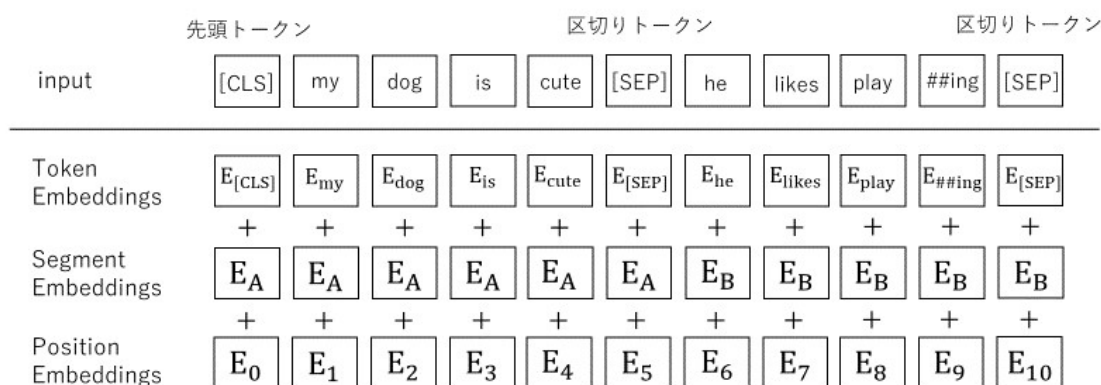 先頭トークン 区切りトークン 区切りトークン
input [CLS] my dog is cute [SEP] he likes play ##ing [SEP]
Token
Embeddings E[CLS] Emy Edog Eis Ecute E[SEP] Ehe Elikes Eplay E##ing E[SEP]
+ + + + + + + + + + +
Segment
Embeddings EA EA EA EA EA EA EB EB EB EB EB
+ + + + + + + + + + +
Position
Embeddings E0 E1 E2 E3 E4 E5 E6 E7 E8 E9 E10